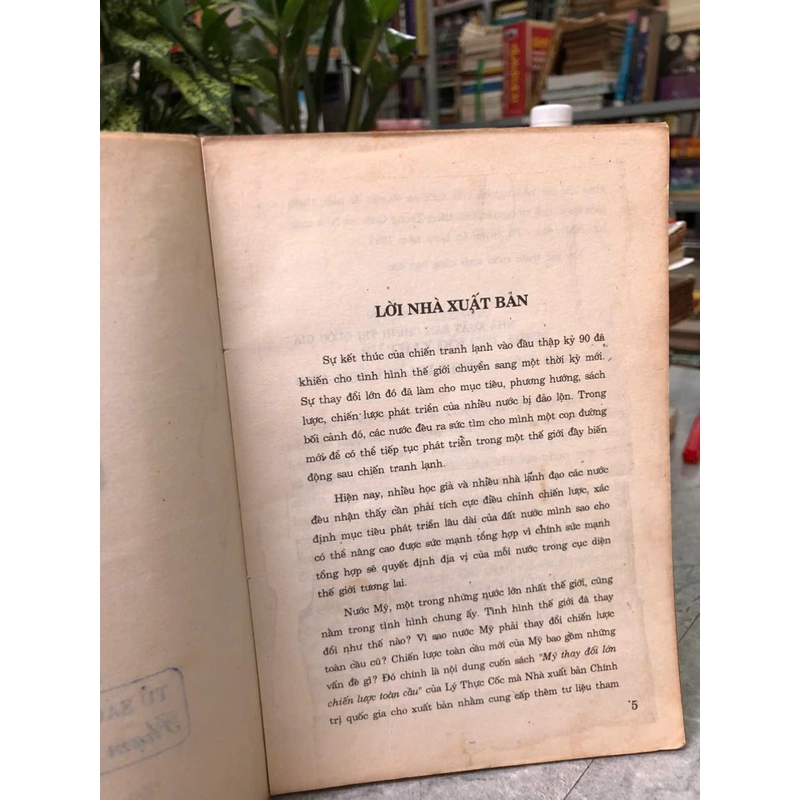 LỜI NHÀ XUẤT BẢN
Sự kết thúc của chiến tranh lạnh vào đầu thập kỷ 90 đã
khiến cho tình hình thế giới chuyển sang một thời kỳ mới.
Sự thay đổi lớn đó đã làm cho mục tiêu, phương hướng, sách
lược, chiến lược phát triển của nhiều nước bị đảo lộn. Trong
bối cảnh đó, các nước đều ra sức tìm cho mình một con đường
mới để có thể tiếp tục phát triển trong một thế giới đầy biến
động sau chiến tranh lạnh.
Hiện nay, nhiều học giả và nhiều nhà lãnh đạo các nước
đều nhận thấy cần phải tích cực điều chỉnh chiến lược, xác
định mục tiêu phát triển lâu dài của đất nước mình sao cho
có thể nâng cao được sức mạnh tổng hợp vì chính sức mạnh
tổng hợp sẽ quyết định địa vị của mỗi nước trong cục diện
thế giới tương lai.
Nước Mỹ, một trong những nước lớn nhất thế giới, cũng
nằm trong tình hình chung ấy. Tình hình thế giới đã thay
đổi như thế nào? Vì sao nước Mỹ phải thay đổi chiến lược
toàn cầu cũ? Chiến lược toàn cầu mới của Mỹ bao gồm những
vấn đề gì? Đó chính là nội dung cuốn sách "Mỹ thay đổi lớn
chiến lược toàn cầu" của Lý Thực Cốc mà Nhà xuất bản Chính
trị quốc gia cho xuất bản nhằm cung cấp thêm tư liệu tham
5
TỦ SÁ